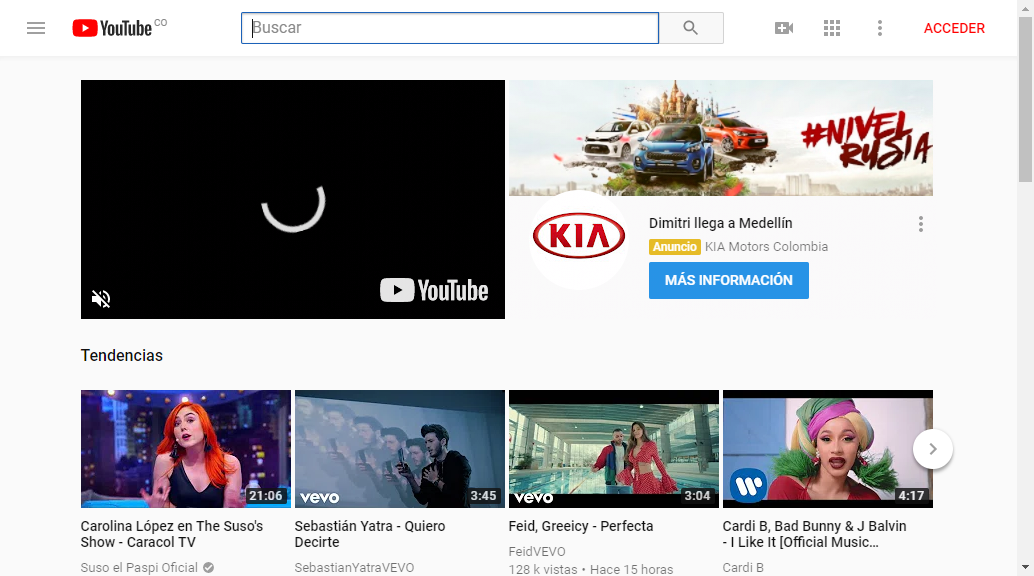 YouTube CO
Buscar
ACCEDER
#NIVEL
RUSIA
YouTube
KIA
Dimitri llega a Medellín
Anuncio KIA Motors Colombia
MÁS INFORMACIÓN
Tendencias
21:06
vevo 3:45
vevo 3:04
W 4:17
Carolina López en The Suso's
Show - Caracol TV
Suso el Paspi Oficial
Sebastián Yatra - Quiero
Decirte
SebastianYatraVEVO
Feid, Greeicy - Perfecta
FeidVEVO
128 k vistas • Hace 15 horas
Cardi B, Bad Bunny & J Balvin
- I Like It [Official Music...
Cardi B